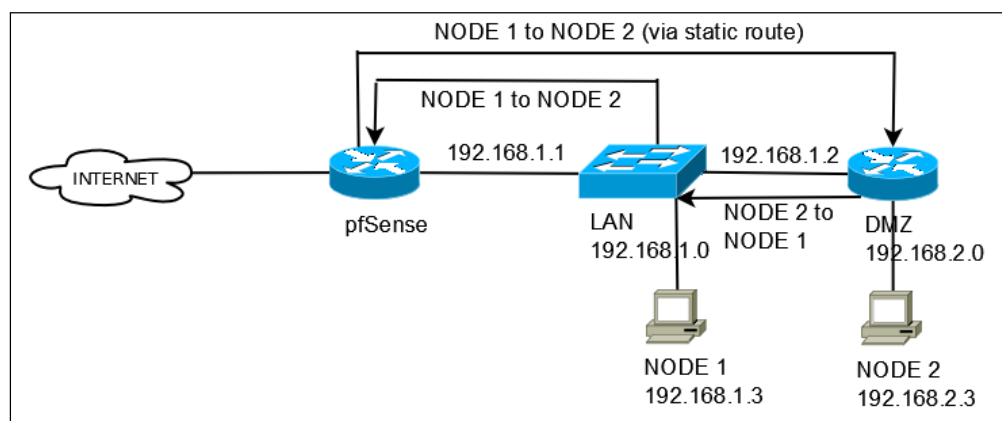 NODE 1 to NODE 2 (via static route)
NODE 1 to NODE 2
INTERNET
192.168.1.1
192.168.1.2
pfSense
LAN
192.168.1.0
NODE 2 to
NODE 1
DMZ
192.168.2.0
NODE 1
192.168.1.3
NODE 2
192.168.2.3